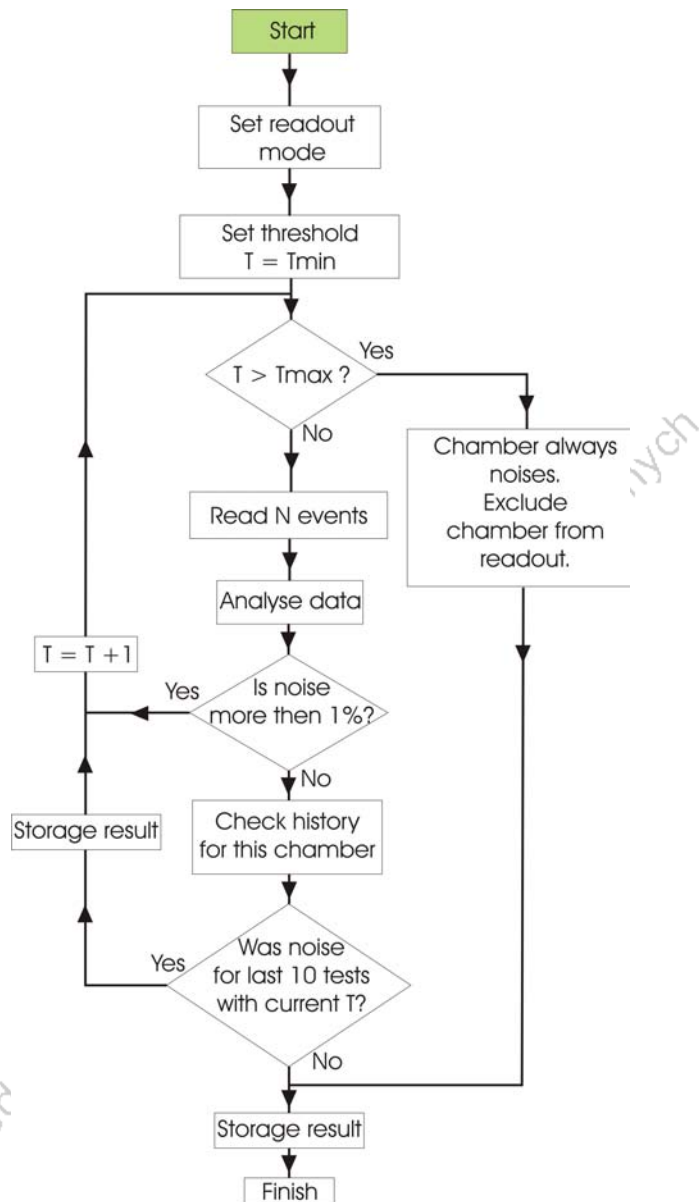 Start
Set readout
mode
Set threshold
T = Tmin
T > Tmax ?
Yes
No
Chamber always
noises.
Exclude
chamber from
readout.
Read N events
Analyse data
T = T +1
Is noise
more then 1%?
Yes
No
Storage result
Check history
for this chamber
Was noise
for last 10 tests
with current T?
Yes
No
Storage result
Finish